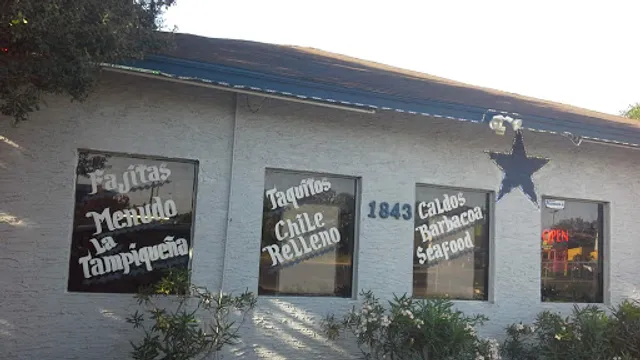 Fajitas
Menudo
La
Tampiqueña
Taquitos
Chile
Relleno
1843
Caldos
Barbacoa
Seafood
OPEN